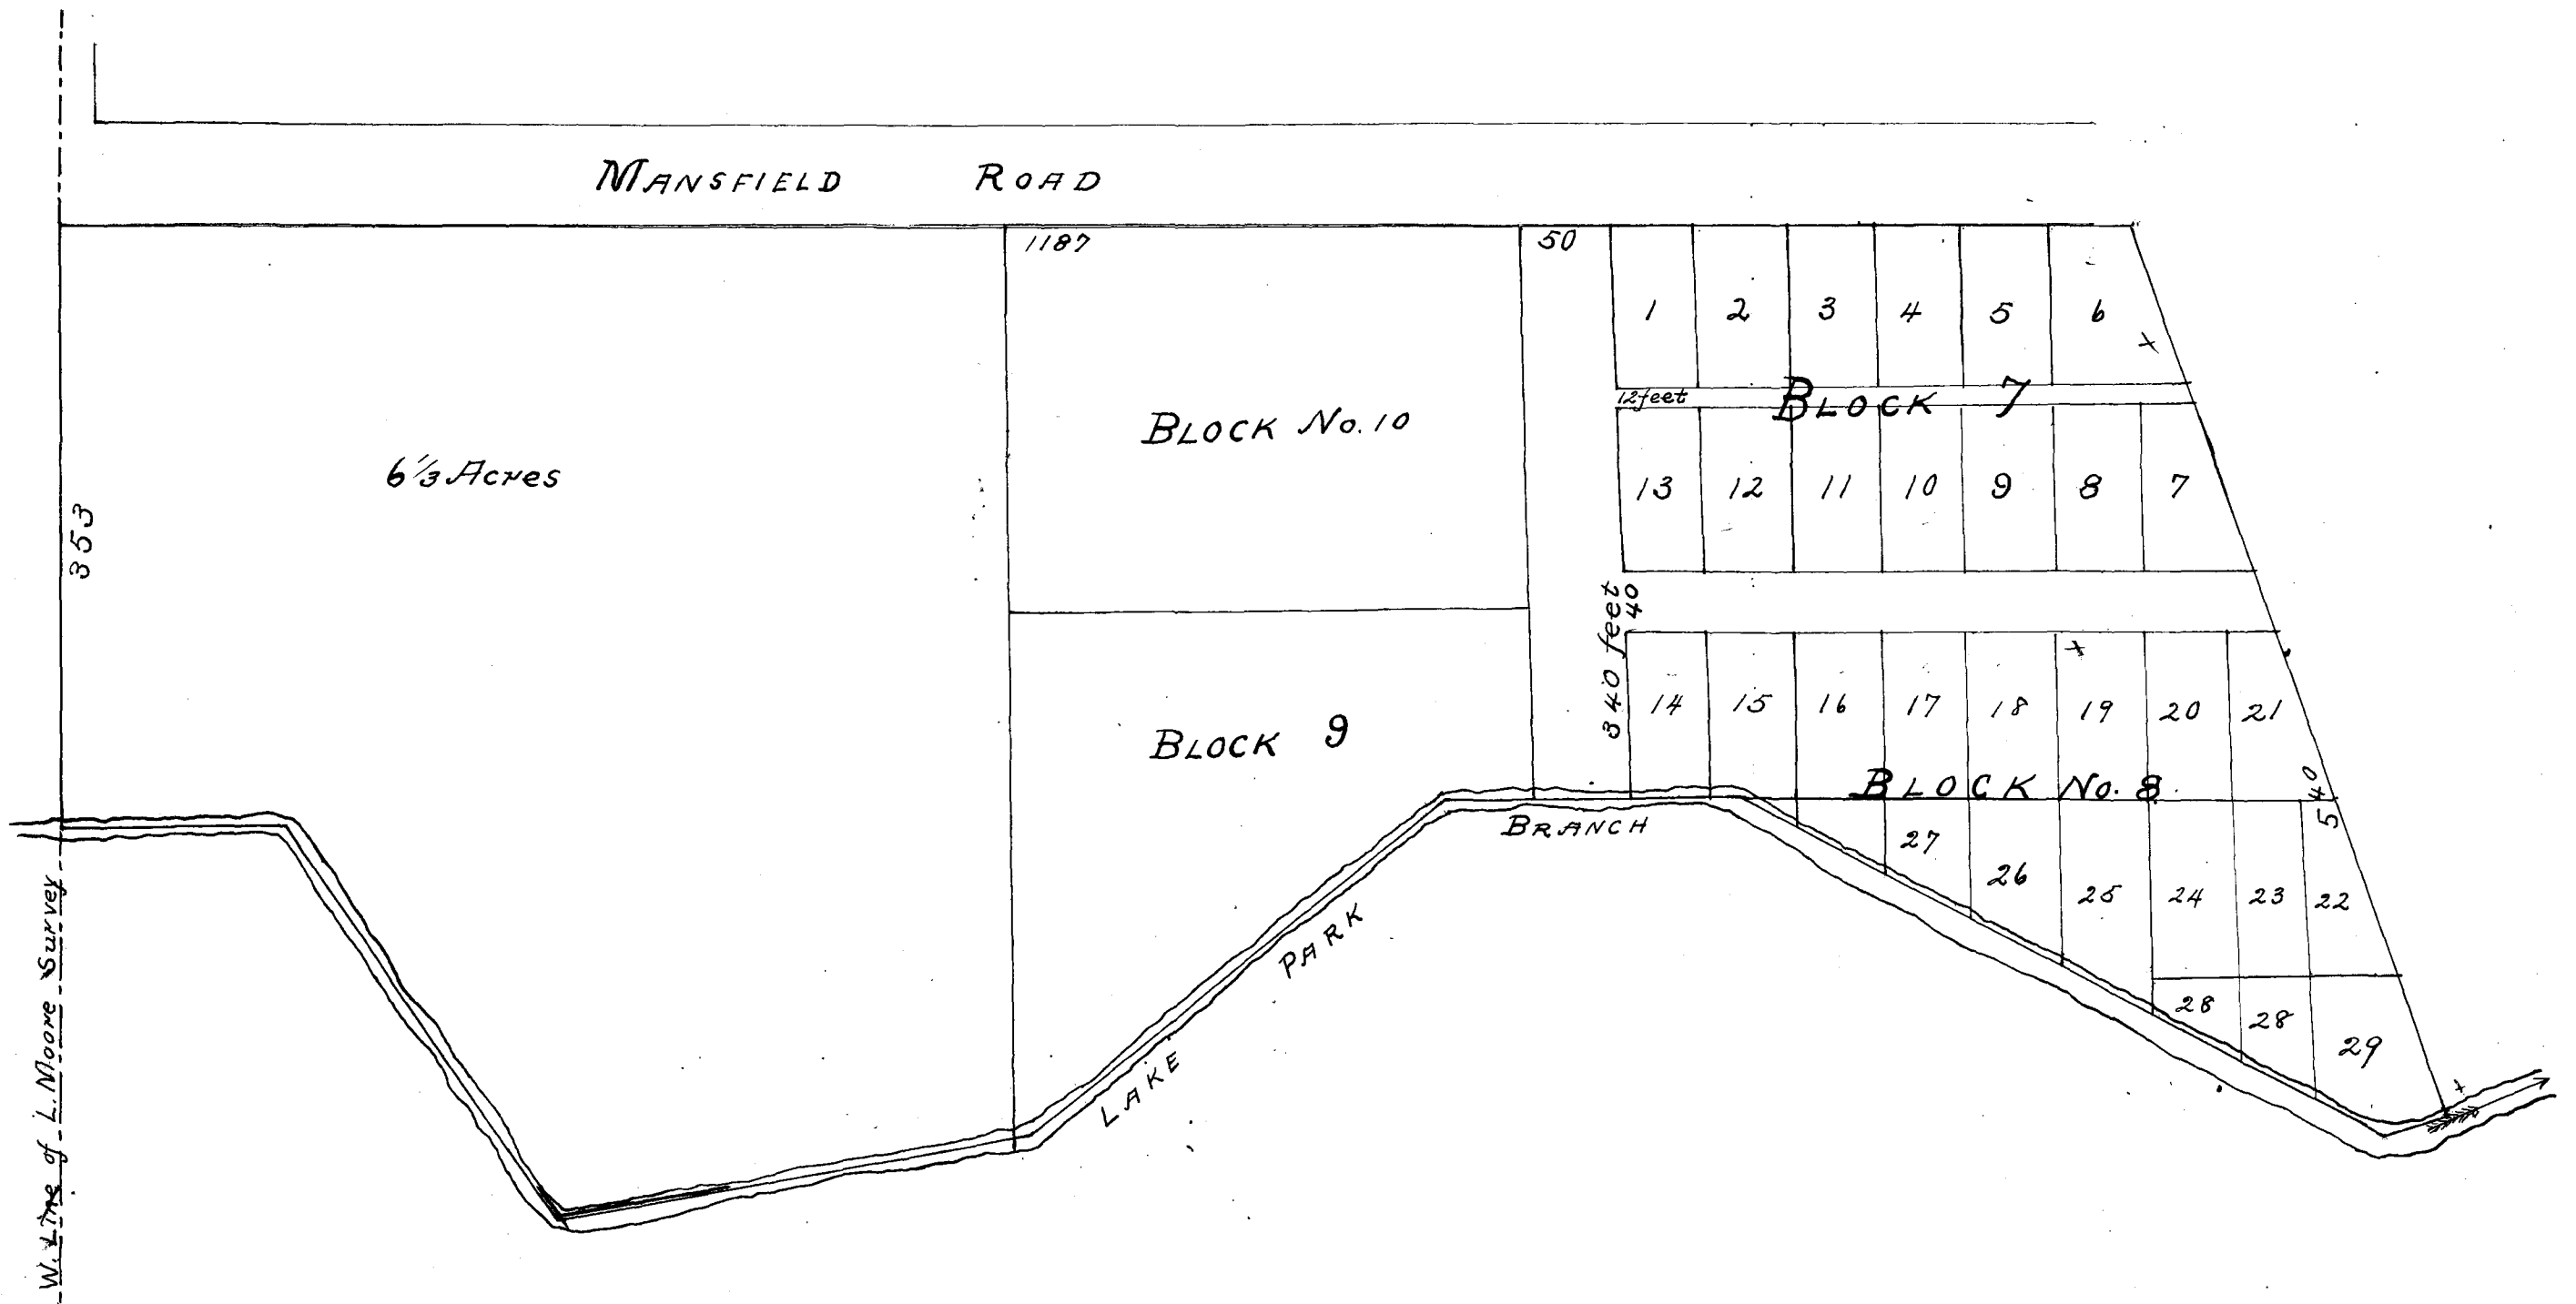 MANSFIELD ROAD
1187
50
1 2 3 4 5 6
12 feet
BLOCK 7
BLOCK No. 10
6 1/3 Acres
13 12 11 10 9 8 7
353
340 feet
40
14 15 16 17 18 19 20 21
BLOCK 9
BLOCK No. 8
540
BRANCH
27
26
25 24 23 22
28
28
29
PARK
LAKE
W. Line of L. Moore Survey